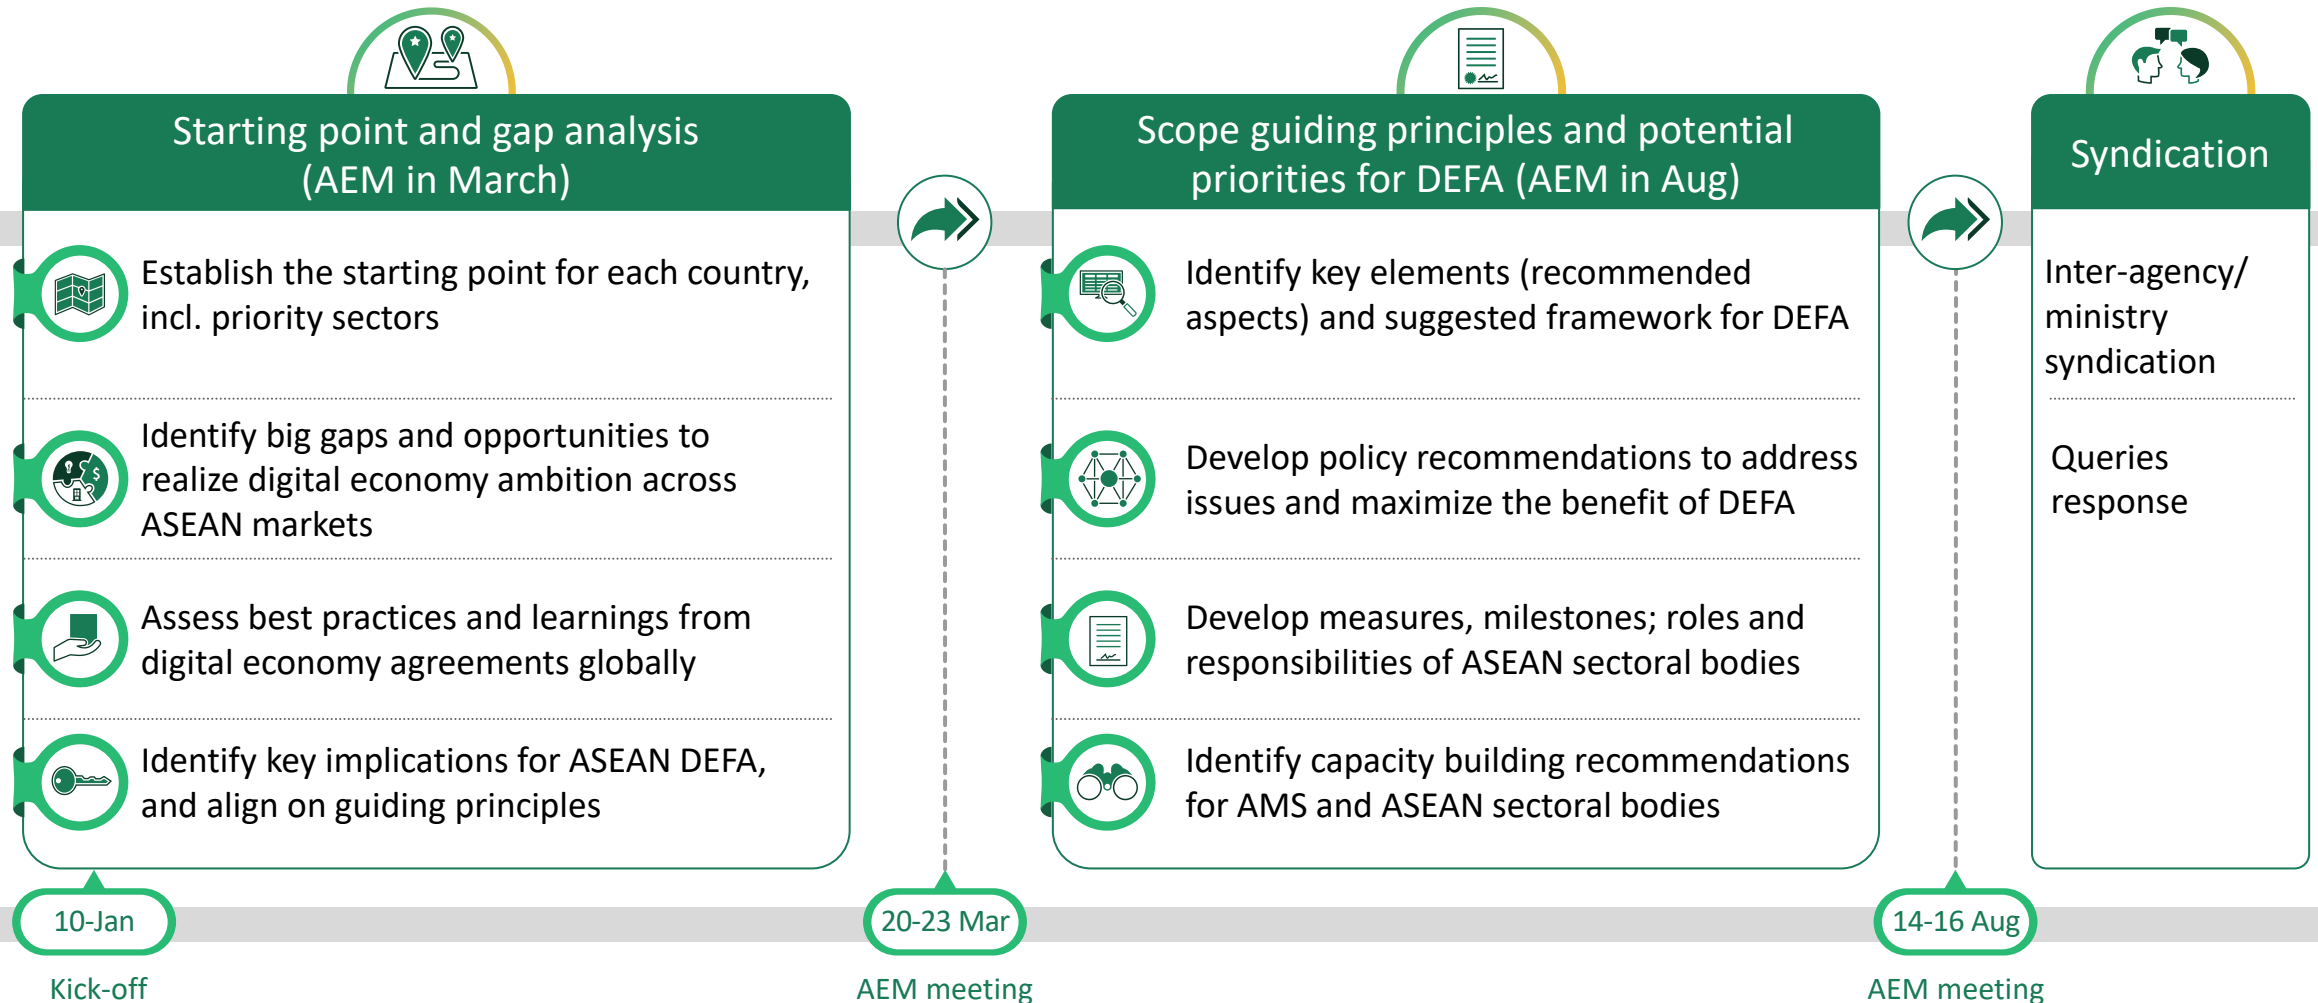 Starting point and gap analysis
(AEM in March)
Establish the starting point for each country,
incl. priority sectors
Identify big gaps and opportunities to
realize digital economy ambition across
ASEAN markets
Assess best practices and learnings from
digital economy agreements globally
Identify key implications for ASEAN DEFA,
and align on guiding principles
Scope guiding principles and potential
priorities for DEFA (AEM in Aug)
Identify key elements (recommended
aspects) and suggested framework for DEFA
Develop policy recommendations to address
issues and maximize the benefit of DEFA
Develop measures, milestones; roles and
responsibilities of ASEAN sectoral bodies
Identify capacity building recommendations
for AMS and ASEAN sectoral bodies
Syndication
Inter-agency/
ministry
syndication
Queries
response
10-Jan
Kick-off
20-23 Mar
AEM meeting
14-16 Aug
AEM meeting